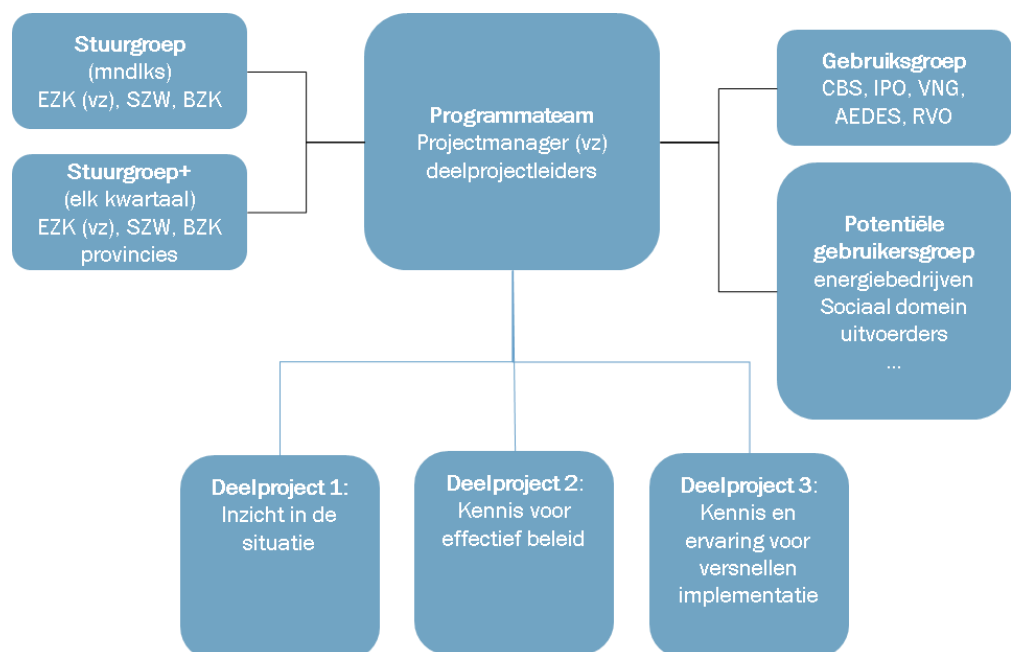 Stuurgroep
(mndlks)
EZK (vz), SZW, BZK
Stuurgroep+
(elk kwartaal)
EZK (vz), SZW, BZK
provincies
Programmateam
Projectmanager (vz)
deelprojectleiders
Gebruiksgroep
CBS, IPO, VNG,
AEDES, RVO
Potentiële
gebruikersgroep
energiebedrijven
Sociaal domein
uitvoerders
...
Deelproject 1:
Inzicht in de
situatie
Deelproject 2:
Kennis voor
effectief beleid
Deelproject 3:
Kennis en
ervaring voor
versnellen
implementatie